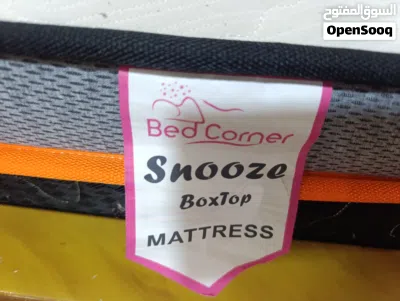 السوق المفتوح
OpenSooq
Bed Corner
Snooze
BoxTop
MATTRESS